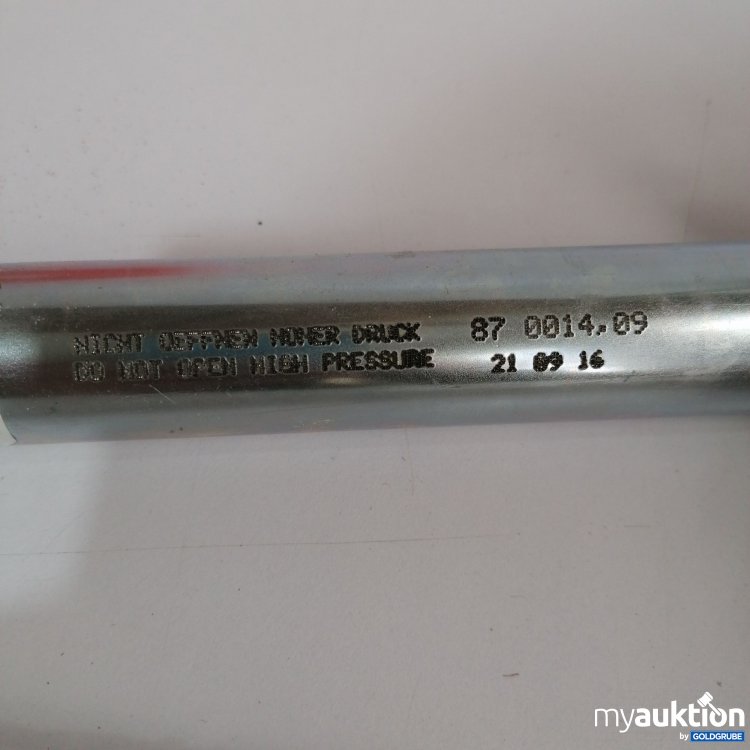 NICHT OEFFNEN HOHER DRUCK 87 0014.09
DO NOT OPEN HIGH PRESSURE 21 09 16
myauktion
by GOLDGRUBE